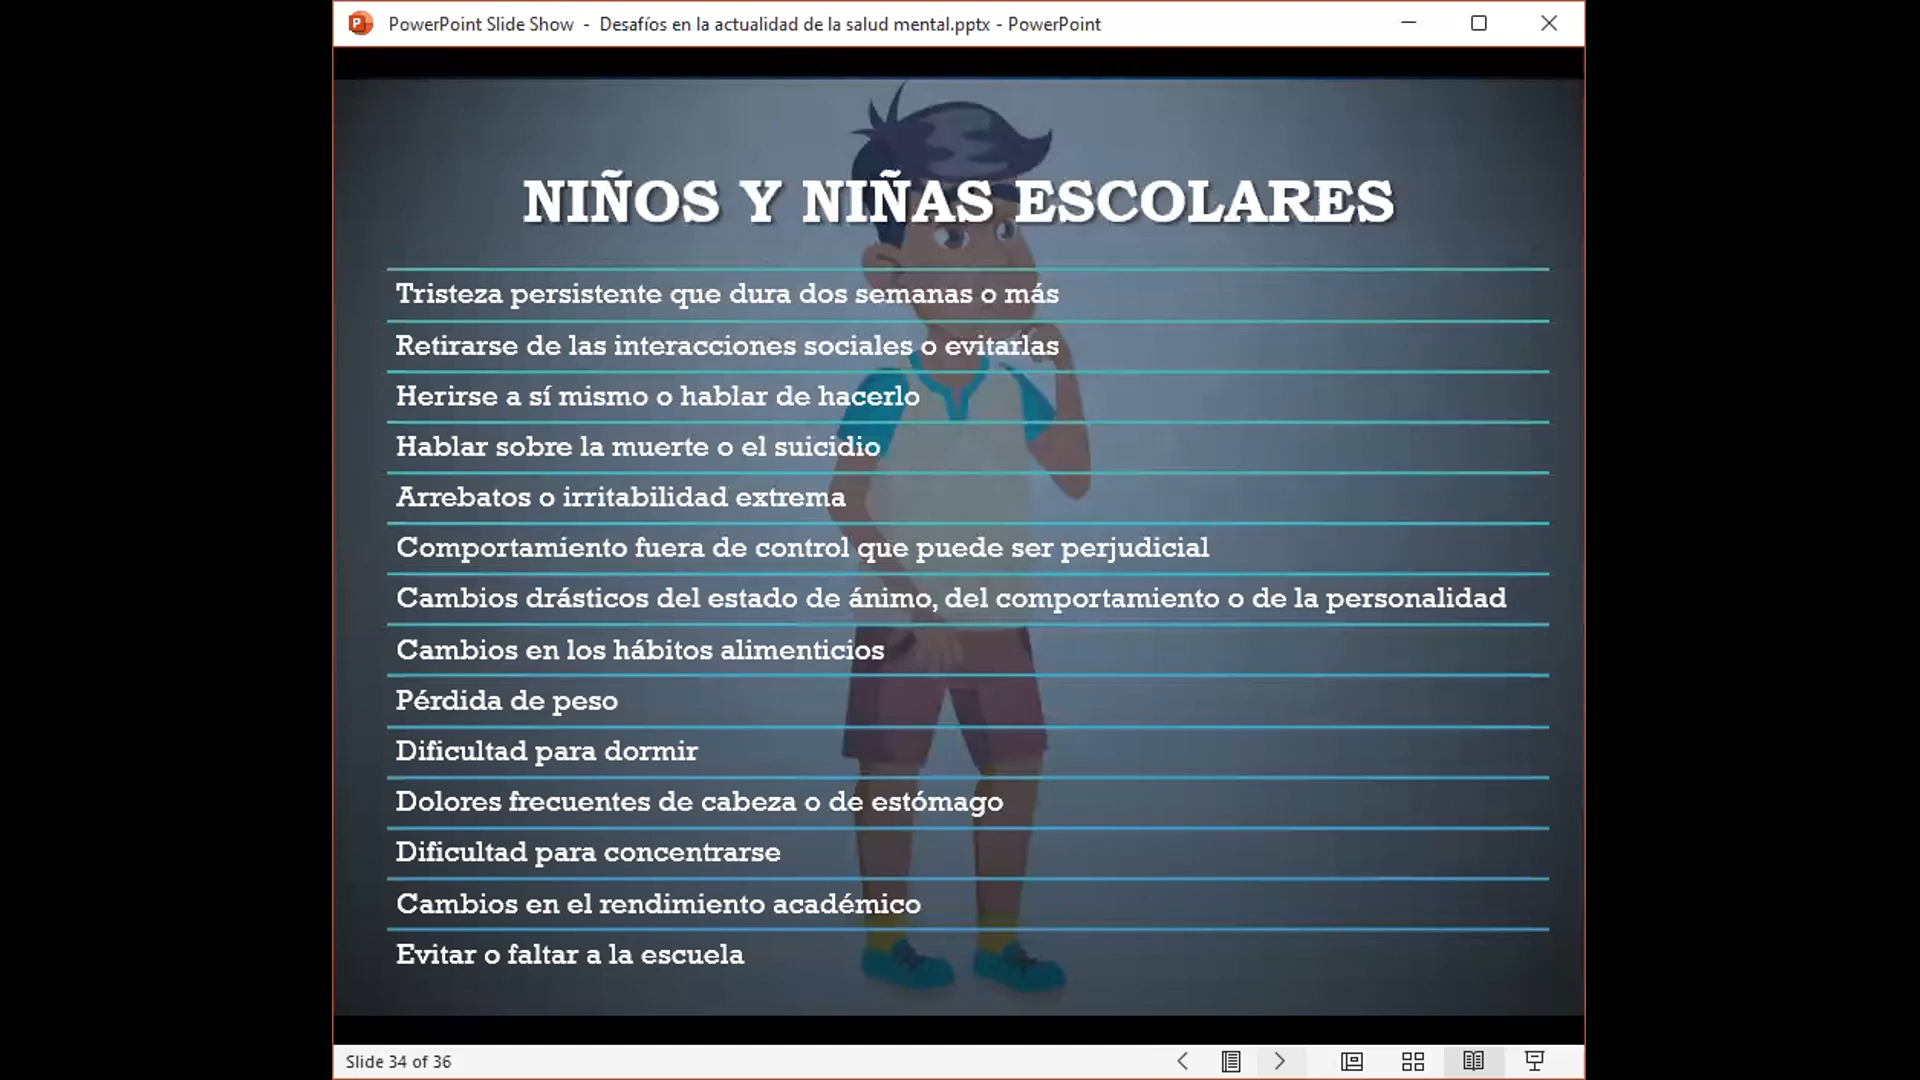 PowerPoint Slide Show - Desafíos en la actualidad de la salud mental.pptx - PowerPoint
NIÑOS Y NIÑAS ESCOLARES
Tristeza persistente que dura dos semanas o más
Retirarse de las interacciones sociales o evitarlas
Herirse a sí mismo o hablar de hacerlo
Hablar sobre la muerte o el suicidio
Arrebatos o irritabilidad extrema
Comportamiento fuera de control que puede ser perjudicial
Cambios drásticos del estado de ánimo, del comportamiento o de la personalidad
Cambios en los hábitos alimenticios
Pérdida de peso
Dificultad para dormir
Dolores frecuentes de cabeza o de estómago
Dificultad para concentrarse
Cambios en el rendimiento académico
Evitar o faltar a la escuela
Slide 34 of 36